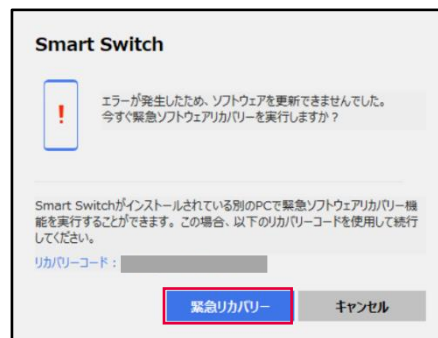 Smart Switch
!
エラーが発生したため、ソフトウェアを更新できませんでした。
今すぐ緊急ソフトウェアリカバリーを実行しますか？
Smart Switchがインストールされている別のPCで緊急ソフトウェアリカバリー機
能を実行することができます。この場合、以下のリカバリーコードを使用して続行
してください。
リカバリーコード：
緊急リカバリー キャンセル